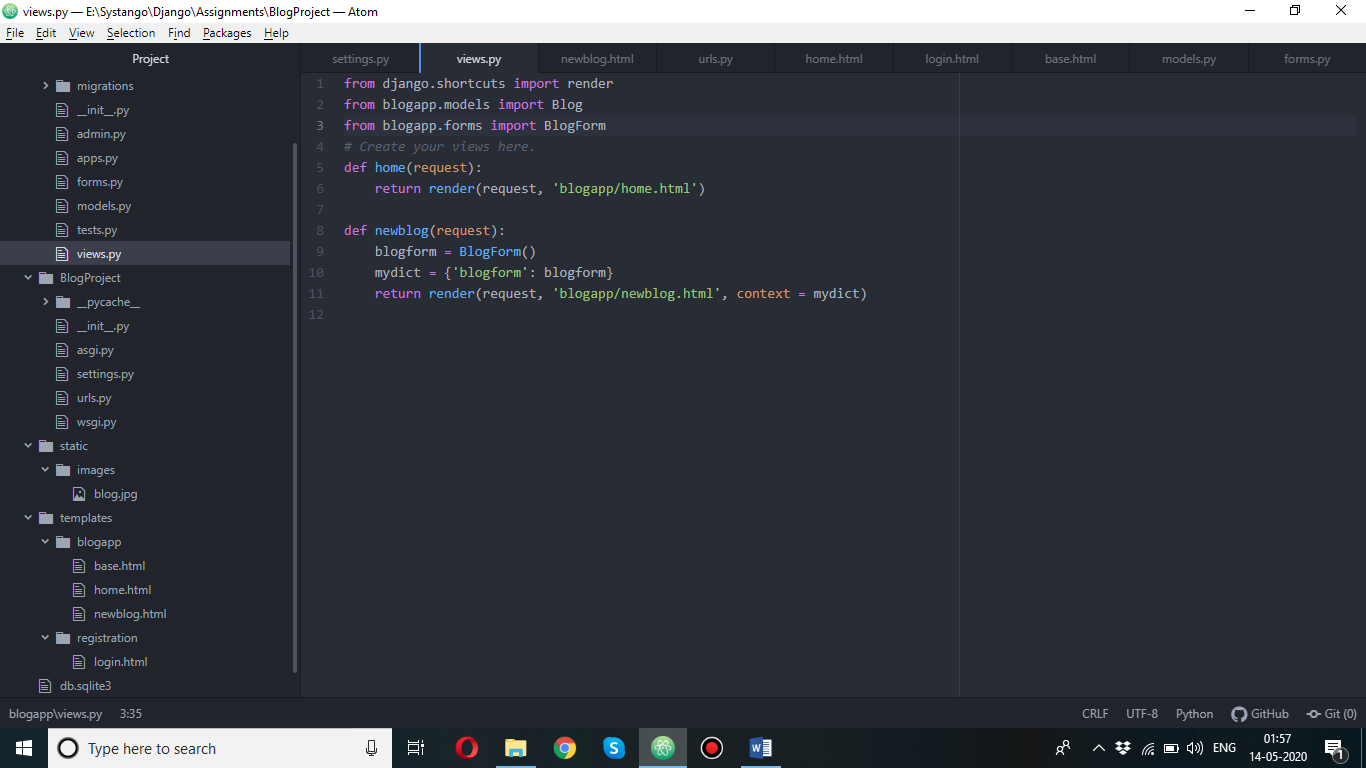 views.py — E:\Systango\Django\Assignments\BlogProject — Atom
File Edit View Selection Find Packages Help
Project
settings.py views.py newblog.html urls.py home.html login.html base.html models.py forms.py
migrations
__init__.py
admin.py
apps.py
forms.py
models.py
tests.py
views.py
BlogProject
__pycache__
__init__.py
asgi.py
settings.py
urls.py
wsgi.py
static
images
blog.jpg
templates
blogapp
base.html
home.html
newblog.html
registration
login.html
db.sqlite3
1 from django.shortcuts import render
2 from blogapp.models import Blog
3 from blogapp.forms import BlogForm
4 # Create your views here.
5 def home(request):
6     return render(request, 'blogapp/home.html')
7
8 def newblog(request):
9     blogform = BlogForm()
10     mydict = {'blogform': blogform}
11     return render(request, 'blogapp/newblog.html', context = mydict)
12
blogapp\views.py 3:35 CRLF UTF-8 Python GitHub Git (0)
Type here to search
ENG
01:57
14-05-2020
1